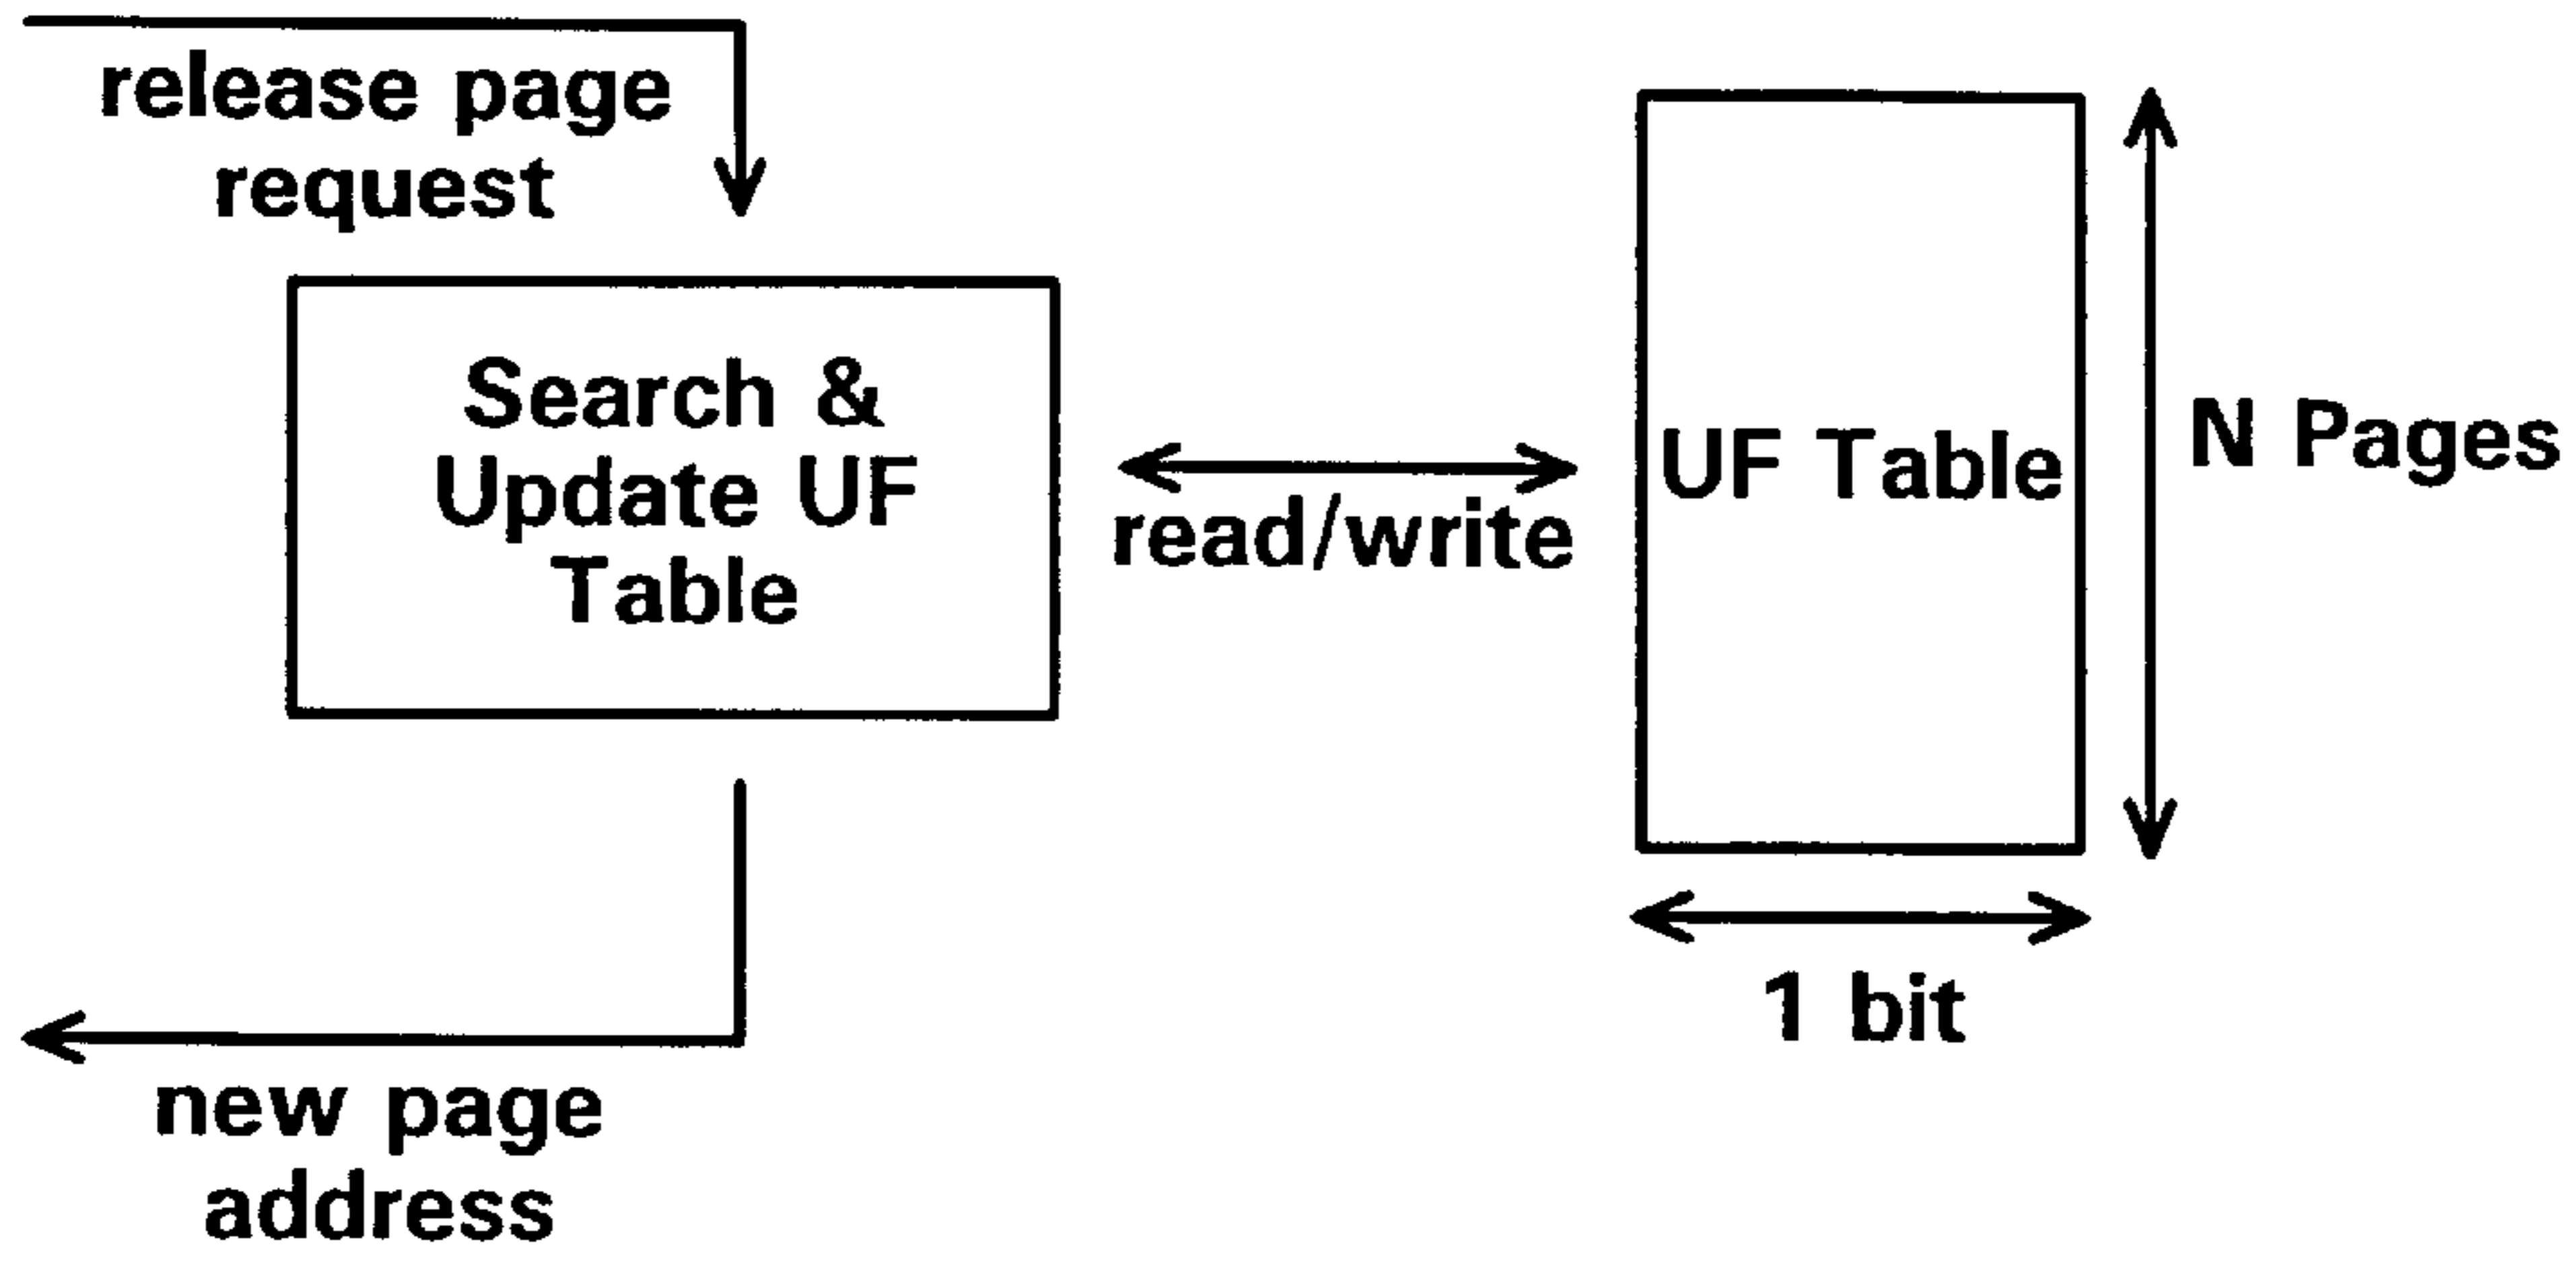 release page
request
Search &
Update UF
Table
read/write
UF Table
N Pages
1 bit
new page
address